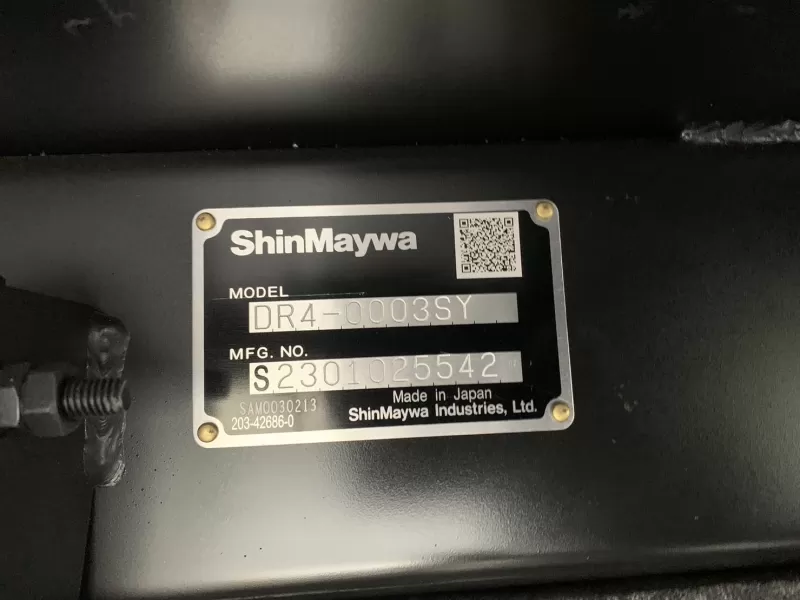 ShinMaywa
MODEL
DR4-0003SY
MFG. NO.
S2301025542
SAM0030213
Made in Japan
203-42686-0
ShinMaywa Industries, Ltd.